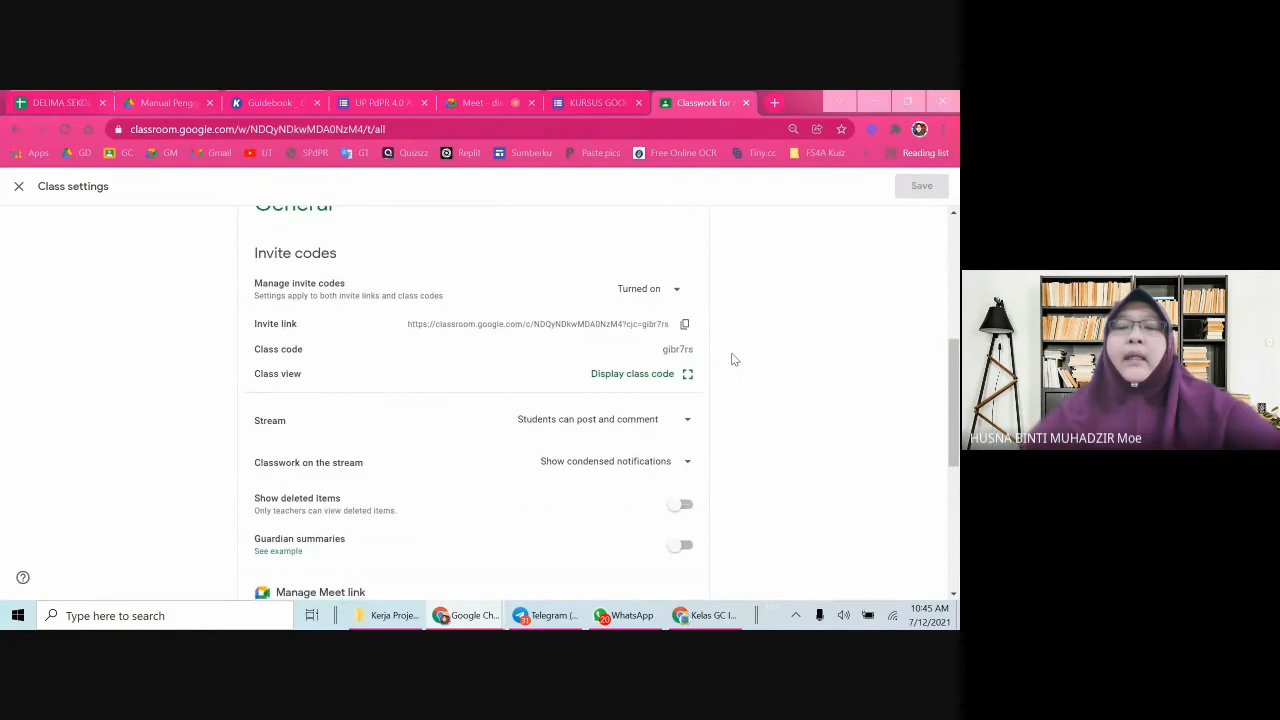 DELIMA SEKOL
Manual Pengg
Guidebook _
UP PdPR 4.0 A
Meet - dis
KURSUS GOO
Classwork for
classroom.google.com/w/NDQyNDkwMDA0NzM4/t/all
Apps
GD
GC
GM
Gmail
UT
SPdPR
GT
Quizizz
Replit
Sumberku
Paste.pics
Free Online OCR
Tiny.cc
FS4A Kuiz
Reading list
Class settings
Save
General
Invite codes
Manage invite codes
Turned on
Settings apply to both invite links and class codes
Invite link
https://classroom.google.com/c/NDQyNDkwMDA0NzM4?cjc=gibr7rs
Class code
gibr7rs
Class view
Display class code
Stream
Students can post and comment
Classwork on the stream
Show condensed notifications
Show deleted items
Only teachers can view deleted items.
Guardian summaries
See example
Manage Meet link
HUSNA BINTI MUHADZIR Moe
Type here to search
Kerja Proje...
Google Ch...
Telegram (...
31
WhatsApp
20
Kelas GC I...
10:45 AM
7/12/2021